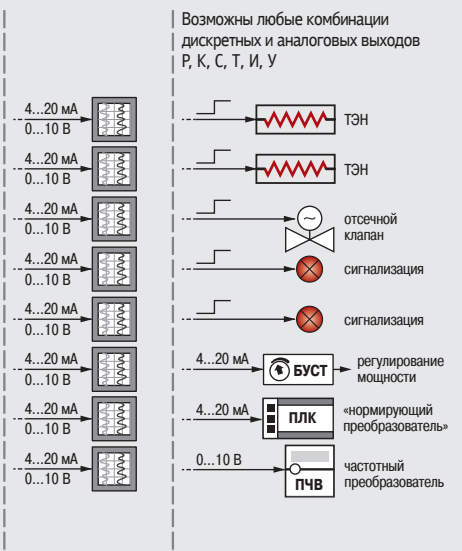 Возможны любые комбинации
дискретных и аналоговых выходов
Р, К, С, Т, И, У
4...20 мА
0...10 В
ТЭН
4...20 мА
0...10 В
ТЭН
4...20 мА
0...10 В
отсечной
клапан
4...20 мА
0...10 В
сигнализация
4...20 мА
0...10 В
сигнализация
4...20 мА
0...10 В
4...20 мА
БУСТ
регулирование
мощности
4...20 мА
0...10 В
4...20 мА
ПЛК
«нормирующий
преобразователь»
4...20 мА
0...10 В
0...10 В
ПЧВ
частотный
преобразователь